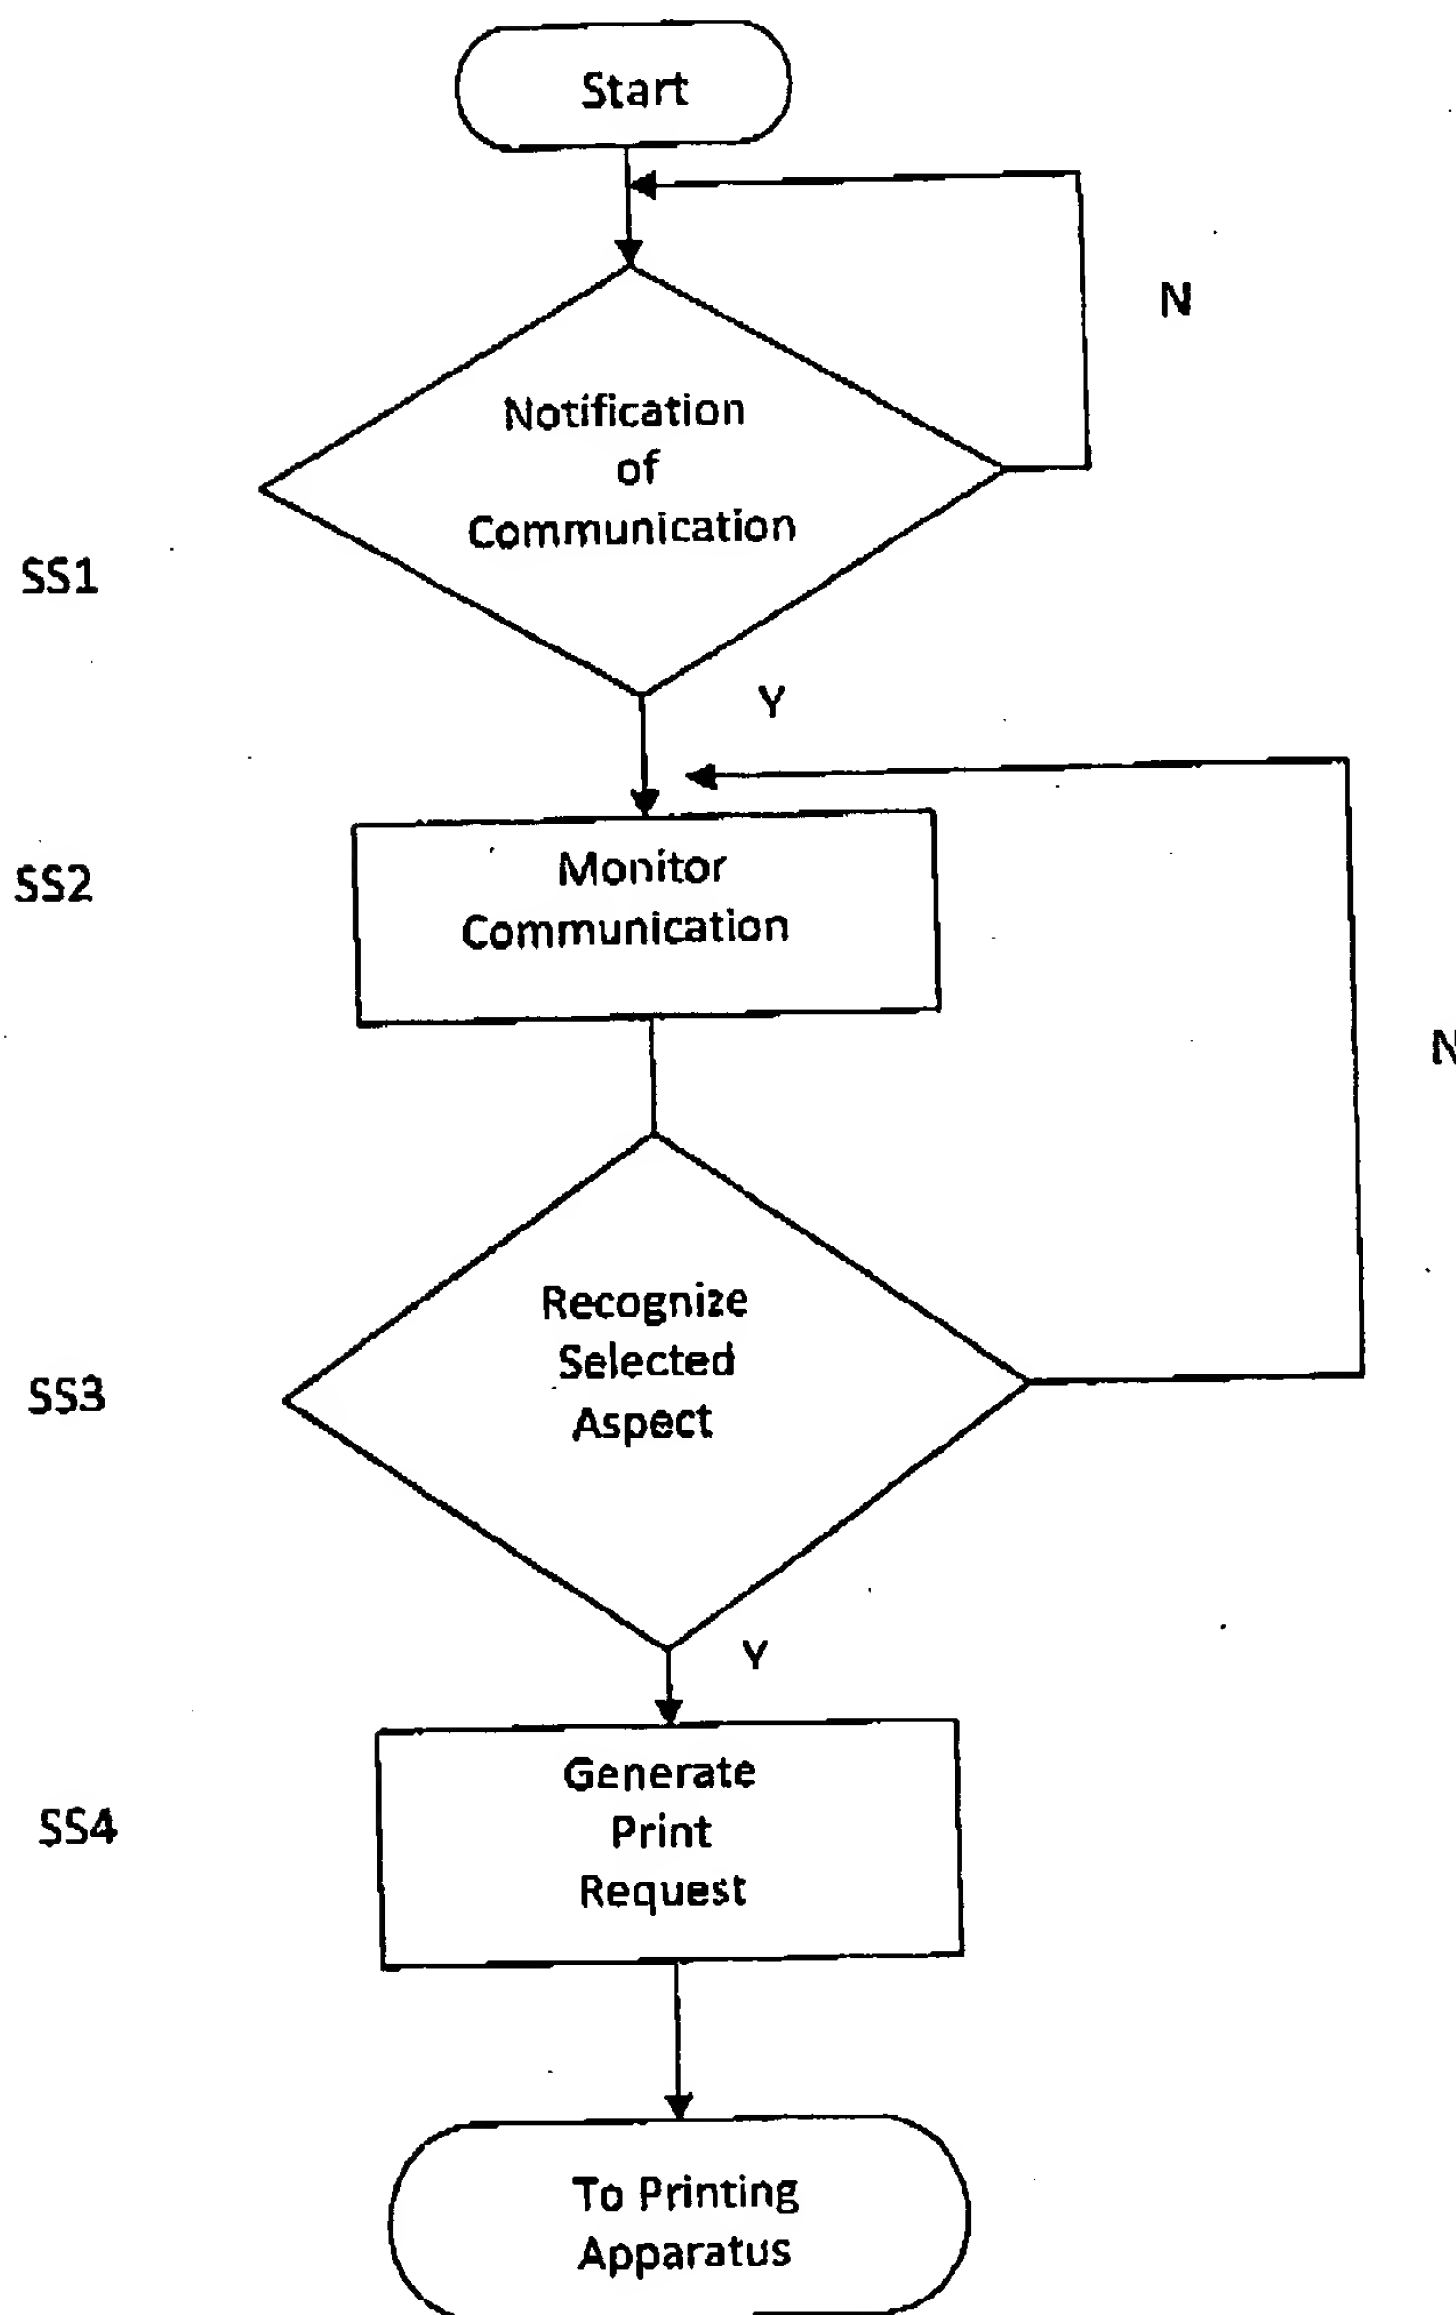 Start
N
Notification
of
Communication
SS1
Y
SS2
Monitor
Communication
N
Recognize
Selected
Aspect
SS3
Y
Generate
Print
Request
SS4
To Printing
Apparatus